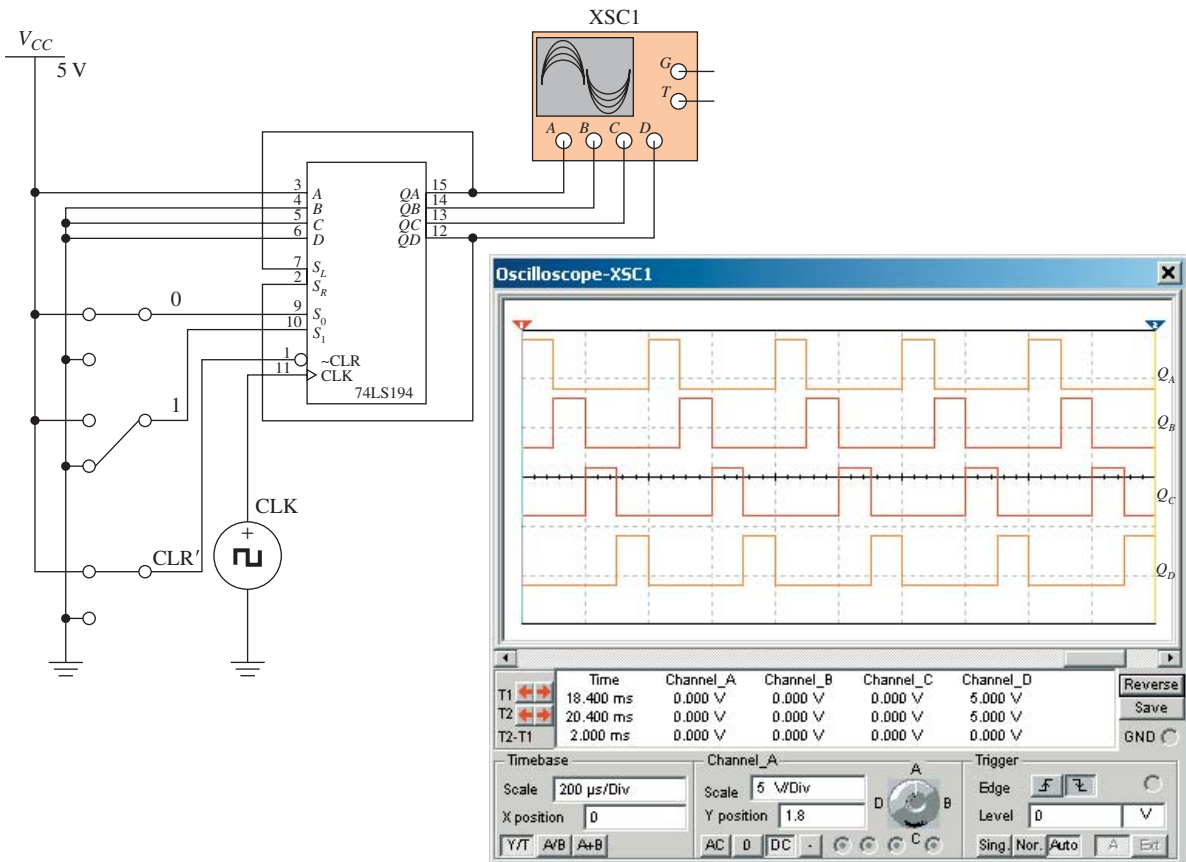 XSC1
V_CC
5 V
G
T
A B C D
3 A QA 15
4 B QB 14
5 C QC 13
6 D QD 12
7 S_L
2 S_R
9 S_0
10 S_1
1 ~CLR
11 CLK
74LS194
0
1
CLK
+
CLR′
Oscilloscope-XSC1
1 2
Q_A
Q_B
Q_C
Q_D
Time Channel_A Channel_B Channel_C Channel_D
T1 18.400 ms 0.000 V 0.000 V 0.000 V 5.000 V
T2 20.400 ms 0.000 V 0.000 V 0.000 V 5.000 V
T2-T1 2.000 ms 0.000 V 0.000 V 0.000 V 0.000 V
Reverse
Save
GND
Timebase
Scale 200 µs/Div
X position 0
Y/T A/B A+B
Channel_A
Scale 5 V/Div
Y position 1.8
AC 0 DC -
A
D B
C
Trigger
Edge
Level 0 V
Sing. Nor. Auto A Ext